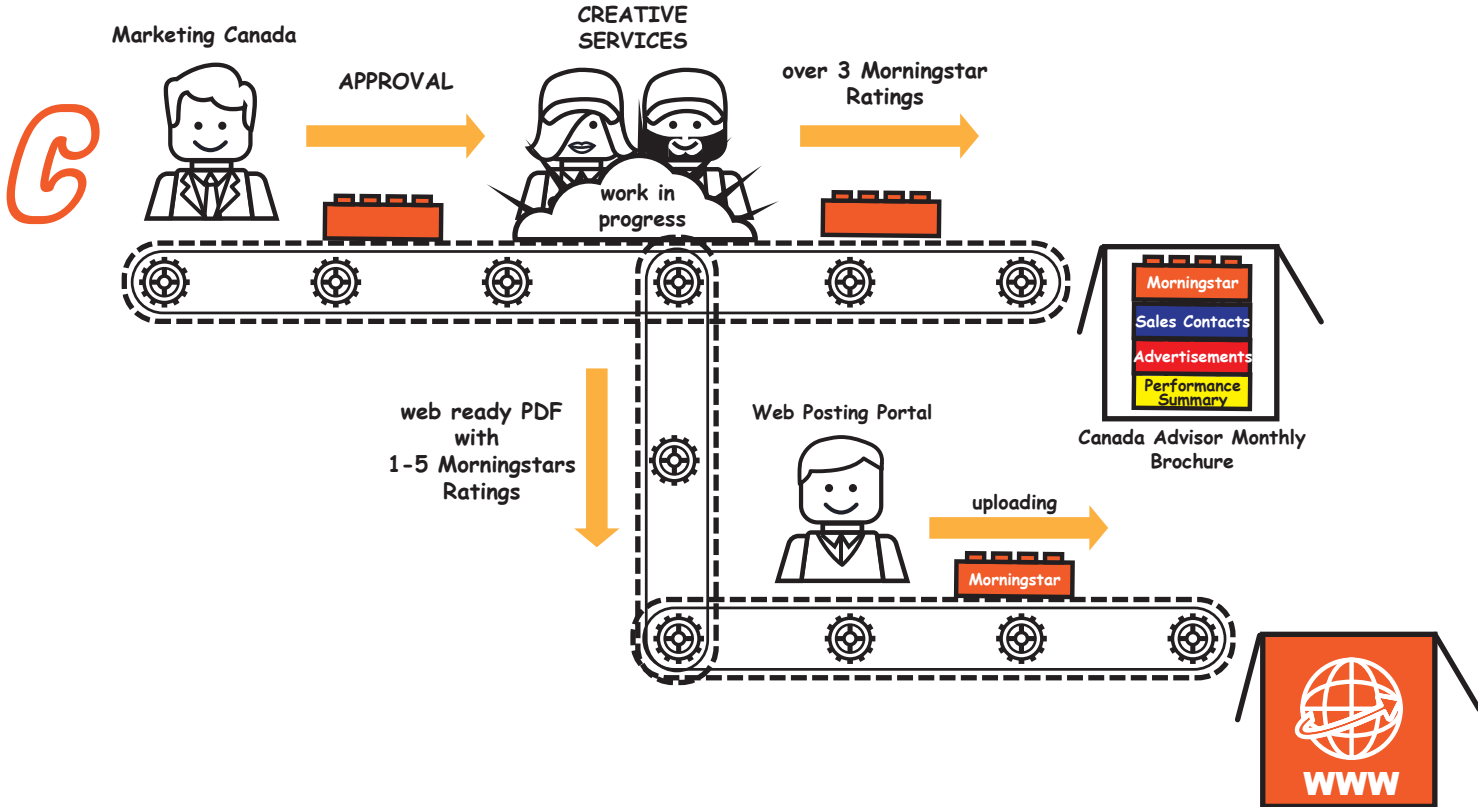 C
Marketing Canada
APPROVAL
CREATIVE
SERVICES
work in
progress
over 3 Morningstar
Ratings
Morningstar
Sales Contacts
Advertisements
Performance
Summary
Canada Advisor Monthly
Brochure
web ready PDF
with
1-5 Morningstars
Ratings
Web Posting Portal
uploading
Morningstar
WWW